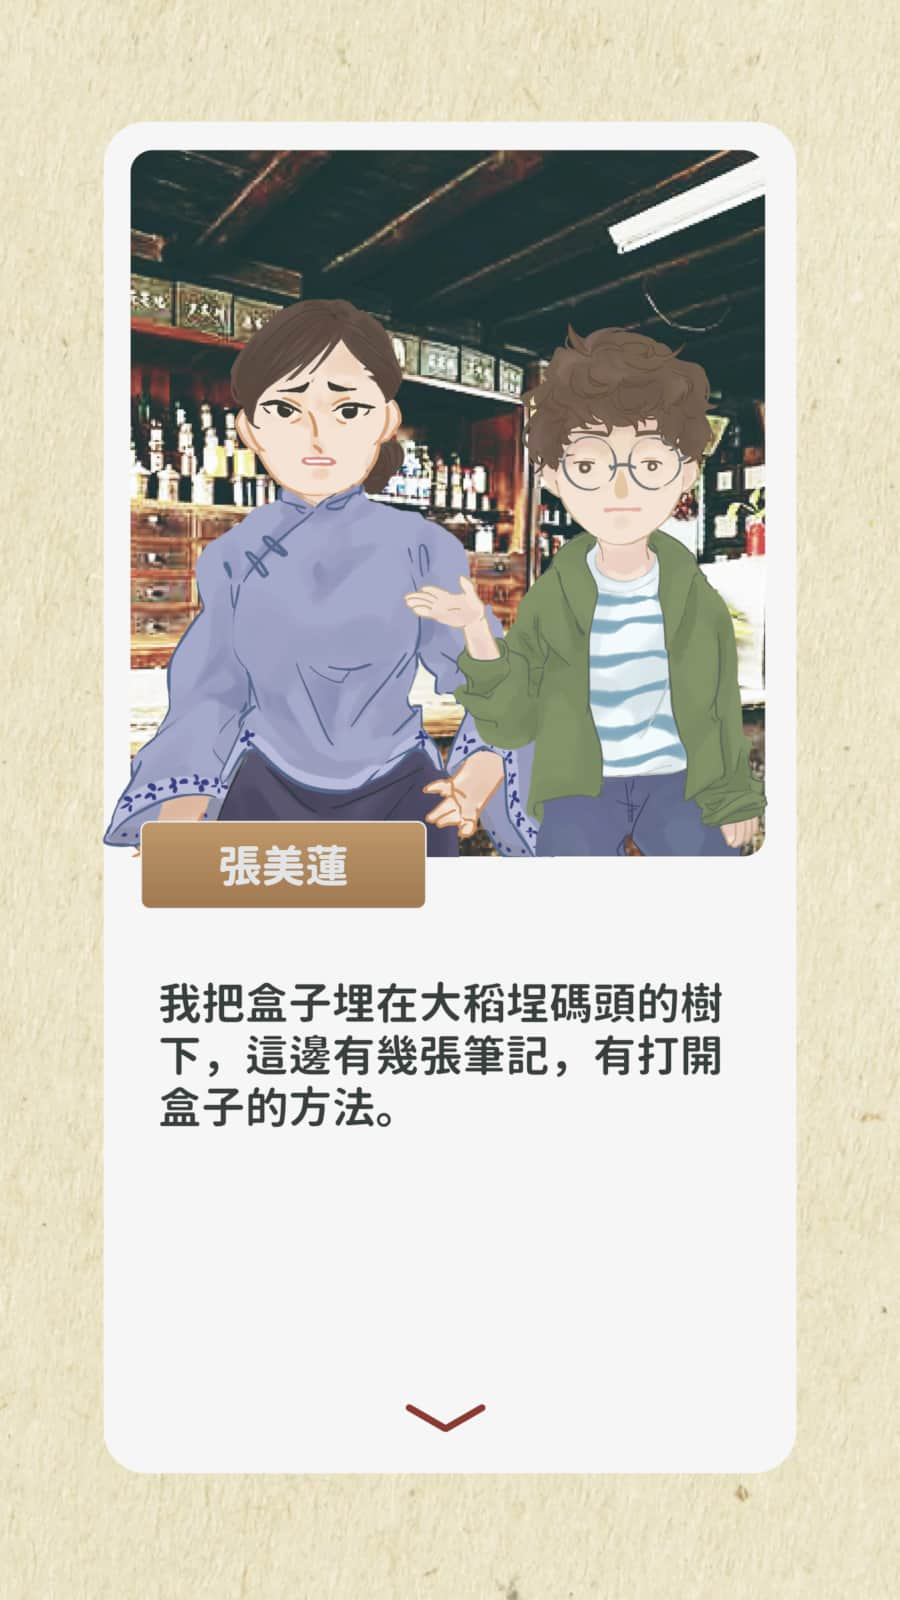 張美蓮
我把盒子埋在大稻埕碼頭的樹
下，這邊有幾張筆記，有打開
盒子的方法。